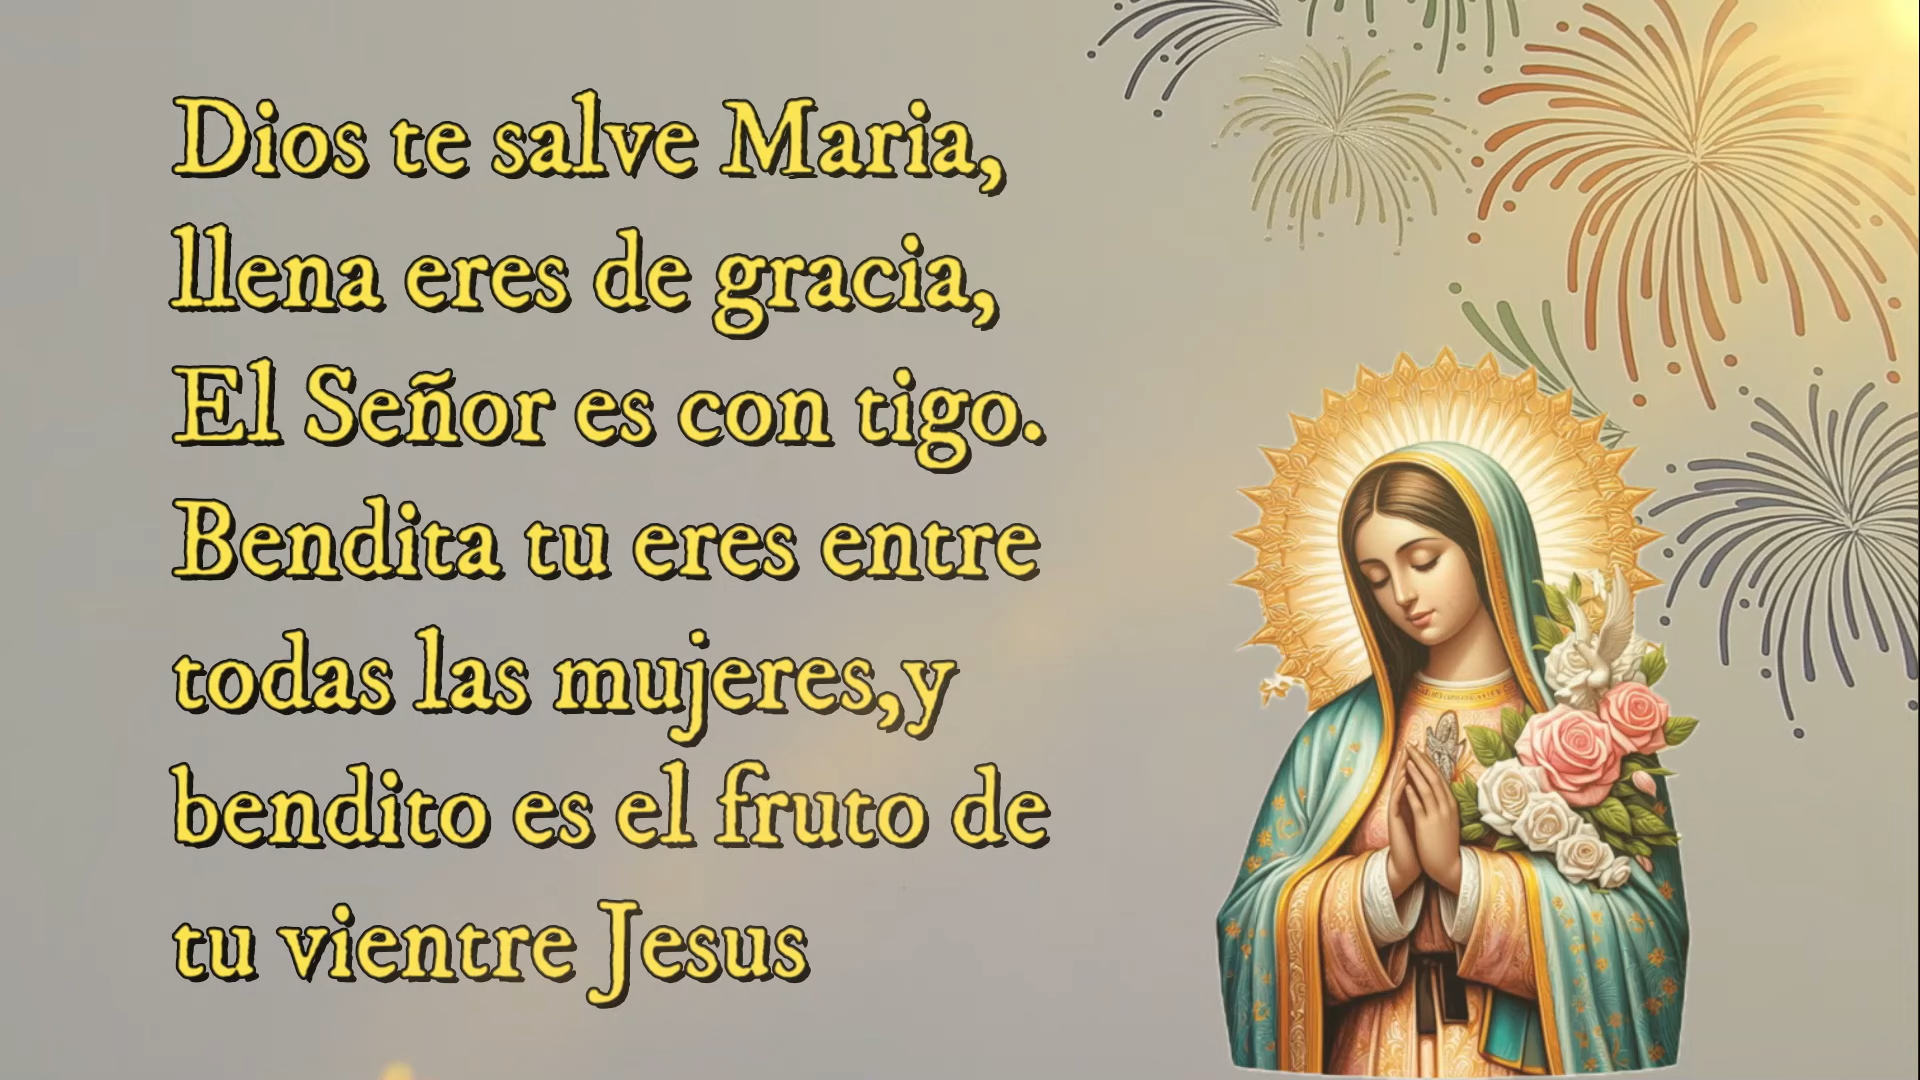 Dios te salve Maria,
llena eres de gracia,
El Señor es con tigo.
Bendita tu eres entre
todas las mujeres,y
bendito es el fruto de
tu vientre Jesus